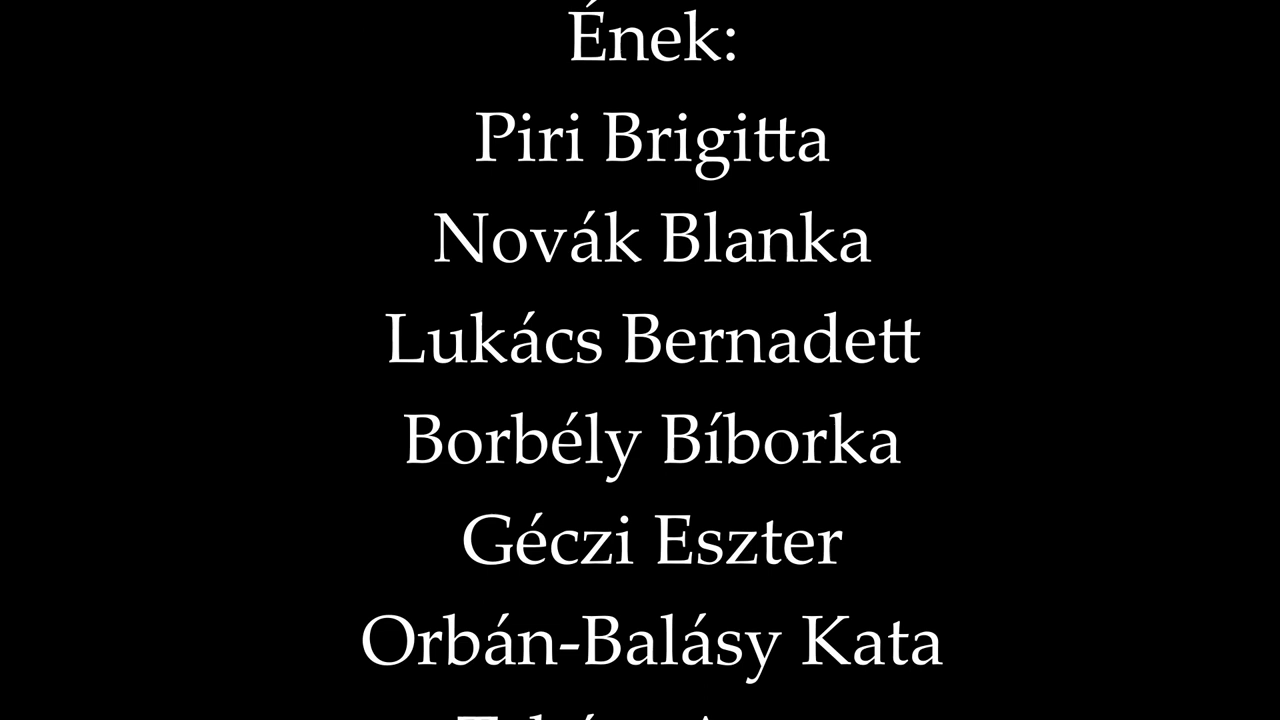 Ének:
Piri Brigitta
Novák Blanka
Lukács Bernadett
Borbély Bíborka
Géczi Eszter
Orbán-Balásy Kata